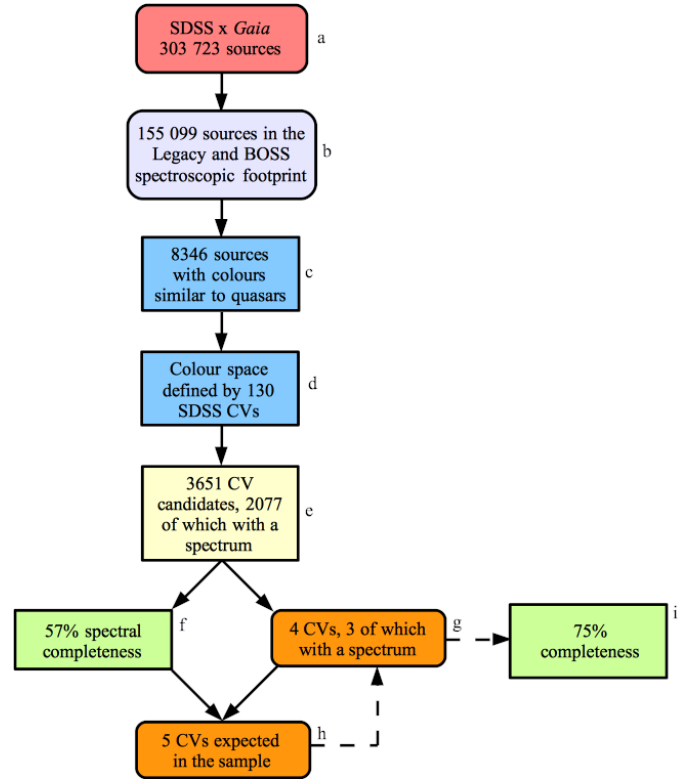 SDSS x Gaia
303 723 sources
a
155 099 sources in the
Legacy and BOSS
spectroscopic footprint
b
8346 sources
with colours
similar to quasars
c
Colour space
defined by 130
SDSS CVs
d
3651 CV
candidates, 2077
of which with a
spectrum
e
57% spectral
completeness
f
4 CVs, 3 of which
with a spectrum
g
75%
completeness
i
5 CVs expected
in the sample
h